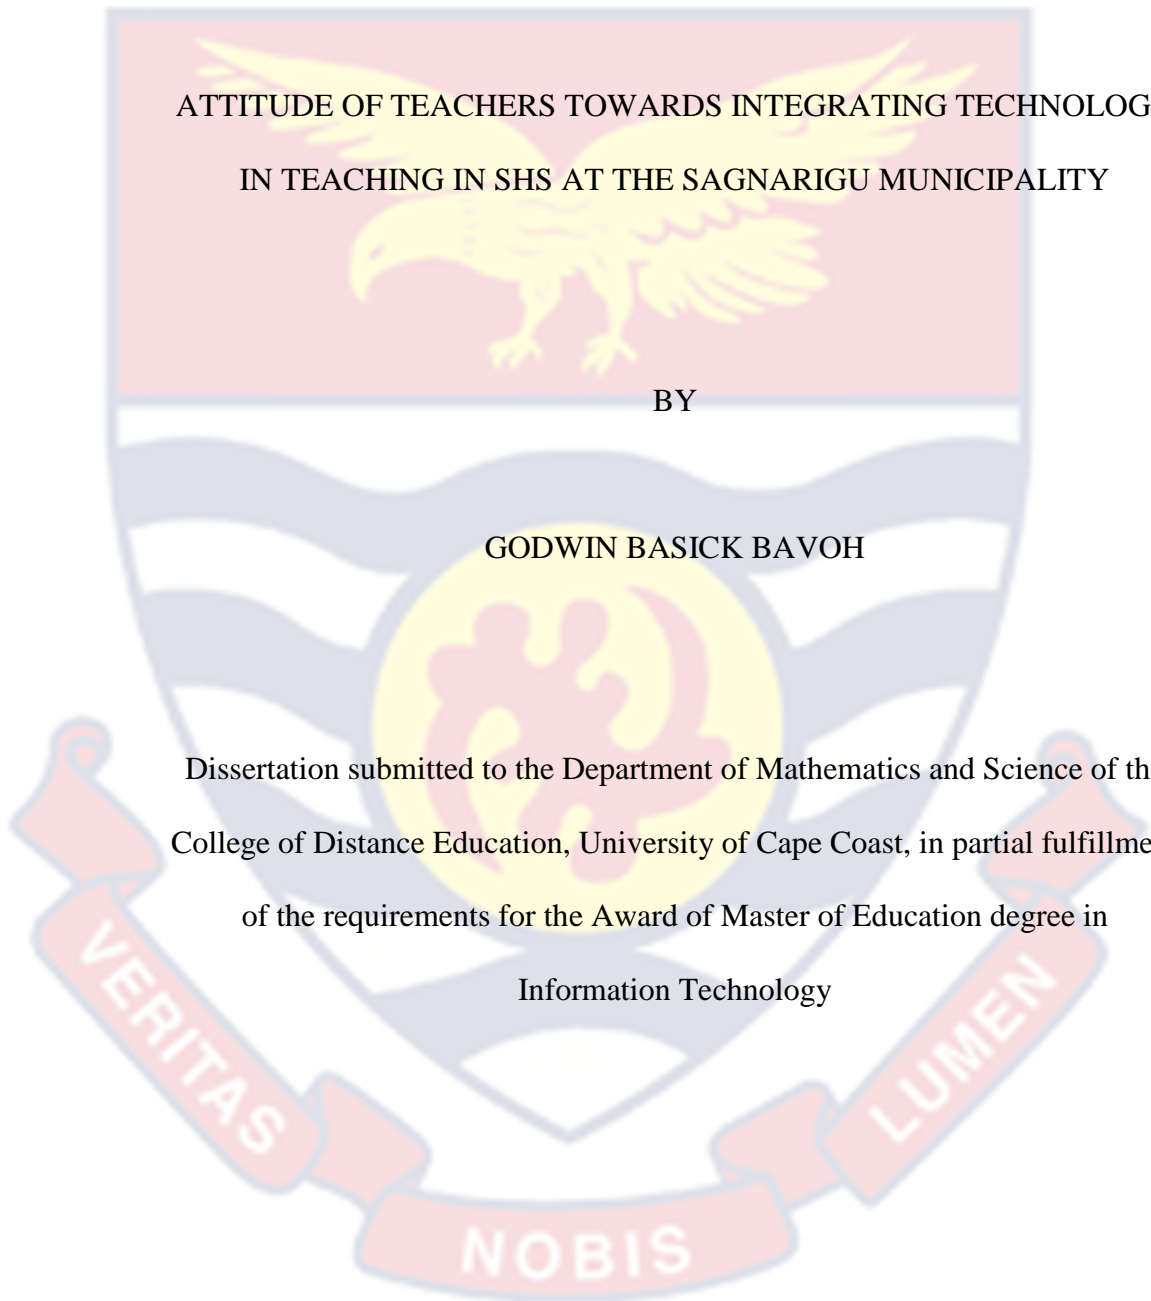 ATTITUDE OF TEACHERS TOWARDS INTEGRATING TECHNOLOG
IN TEACHING IN SHS AT THE SAGNARIGU MUNICIPALITY
BY
GODWIN BASICK BAVOH
Dissertation submitted to the Department of Mathematics and Science of th
College of Distance Education, University of Cape Coast, in partial fulfillme
of the requirements for the Award of Master of Education degree in
Information Technology
VERITAS
NOBIS
LUMEN